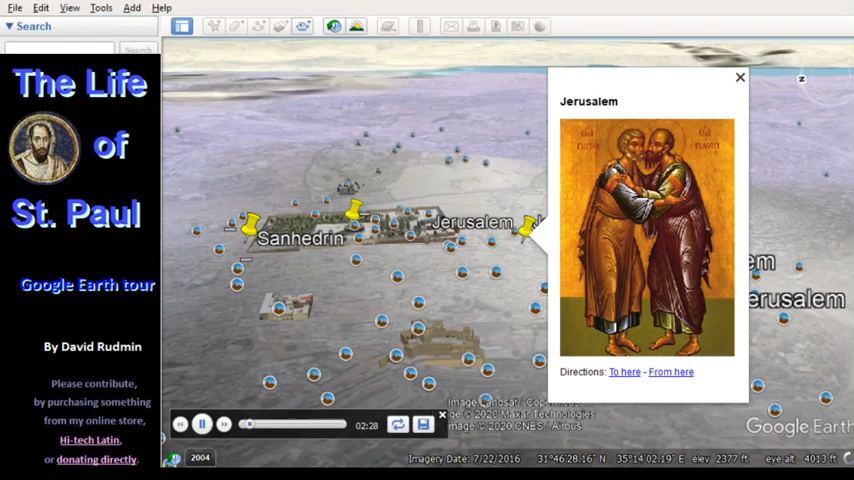 File Edit View Tools Add Help
Search
Search
The Life
of
St. Paul
Google Earth tour
By David Rudmin
Please contribute,
by purchasing something
from my online store,
Hi-tech Latin,
or donating directly.
Sanhedrin
Jerusalem
Jerusalem
Directions: To here - From here
erusalem
N
02:28
2004
Image Landsat / Copernicus
© 2020 Maxar Technologies
© 2020 CNES / Airbus
Google Earth
Imagery Date: 7/22/2016 31°46'28.16" N 35°14'02.19" E elev 2377 ft eye alt 4013 ft